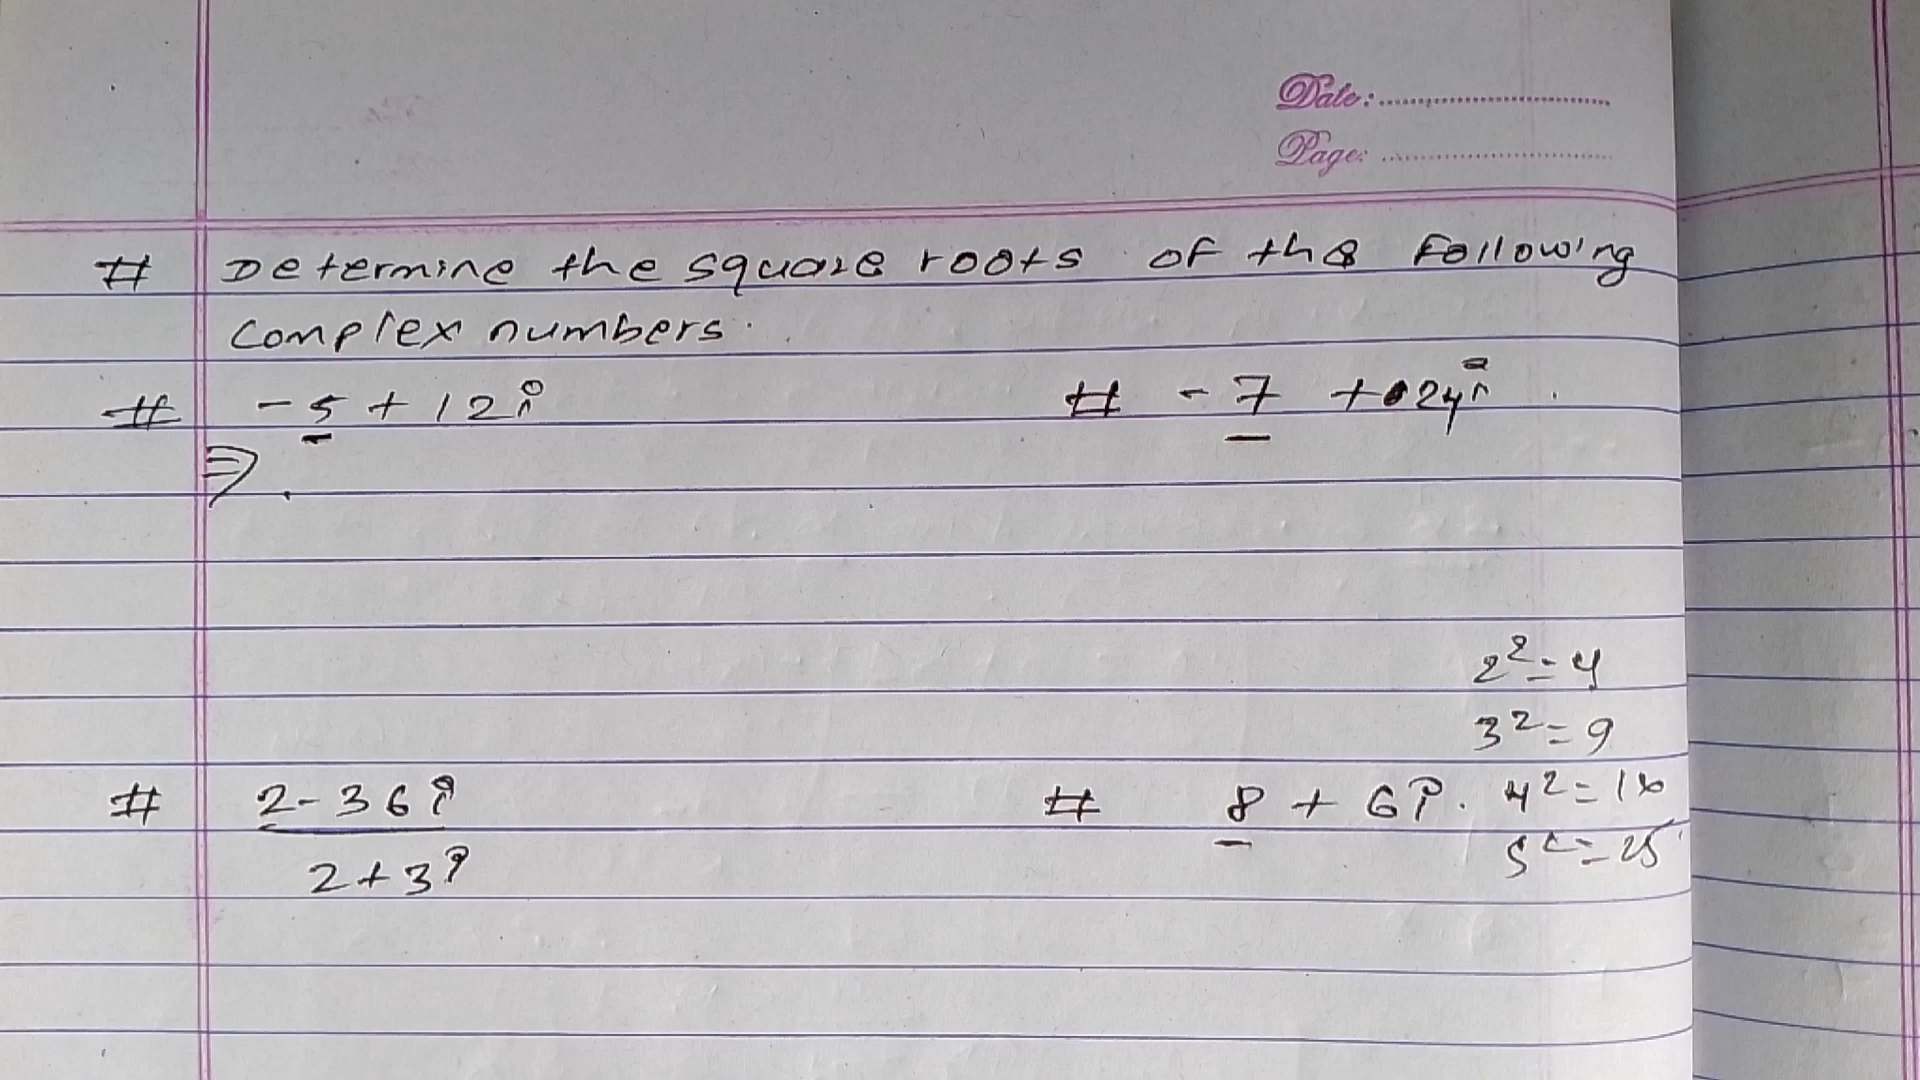 Date:
Page:
# Determine the square roots of the following
complex numbers.
# -5 + 12i # -7 + 24i
⇒
2² = 4
3² = 9
# 2-36i # 8 + 6i. 4² = 16
2+3i 5² = 25